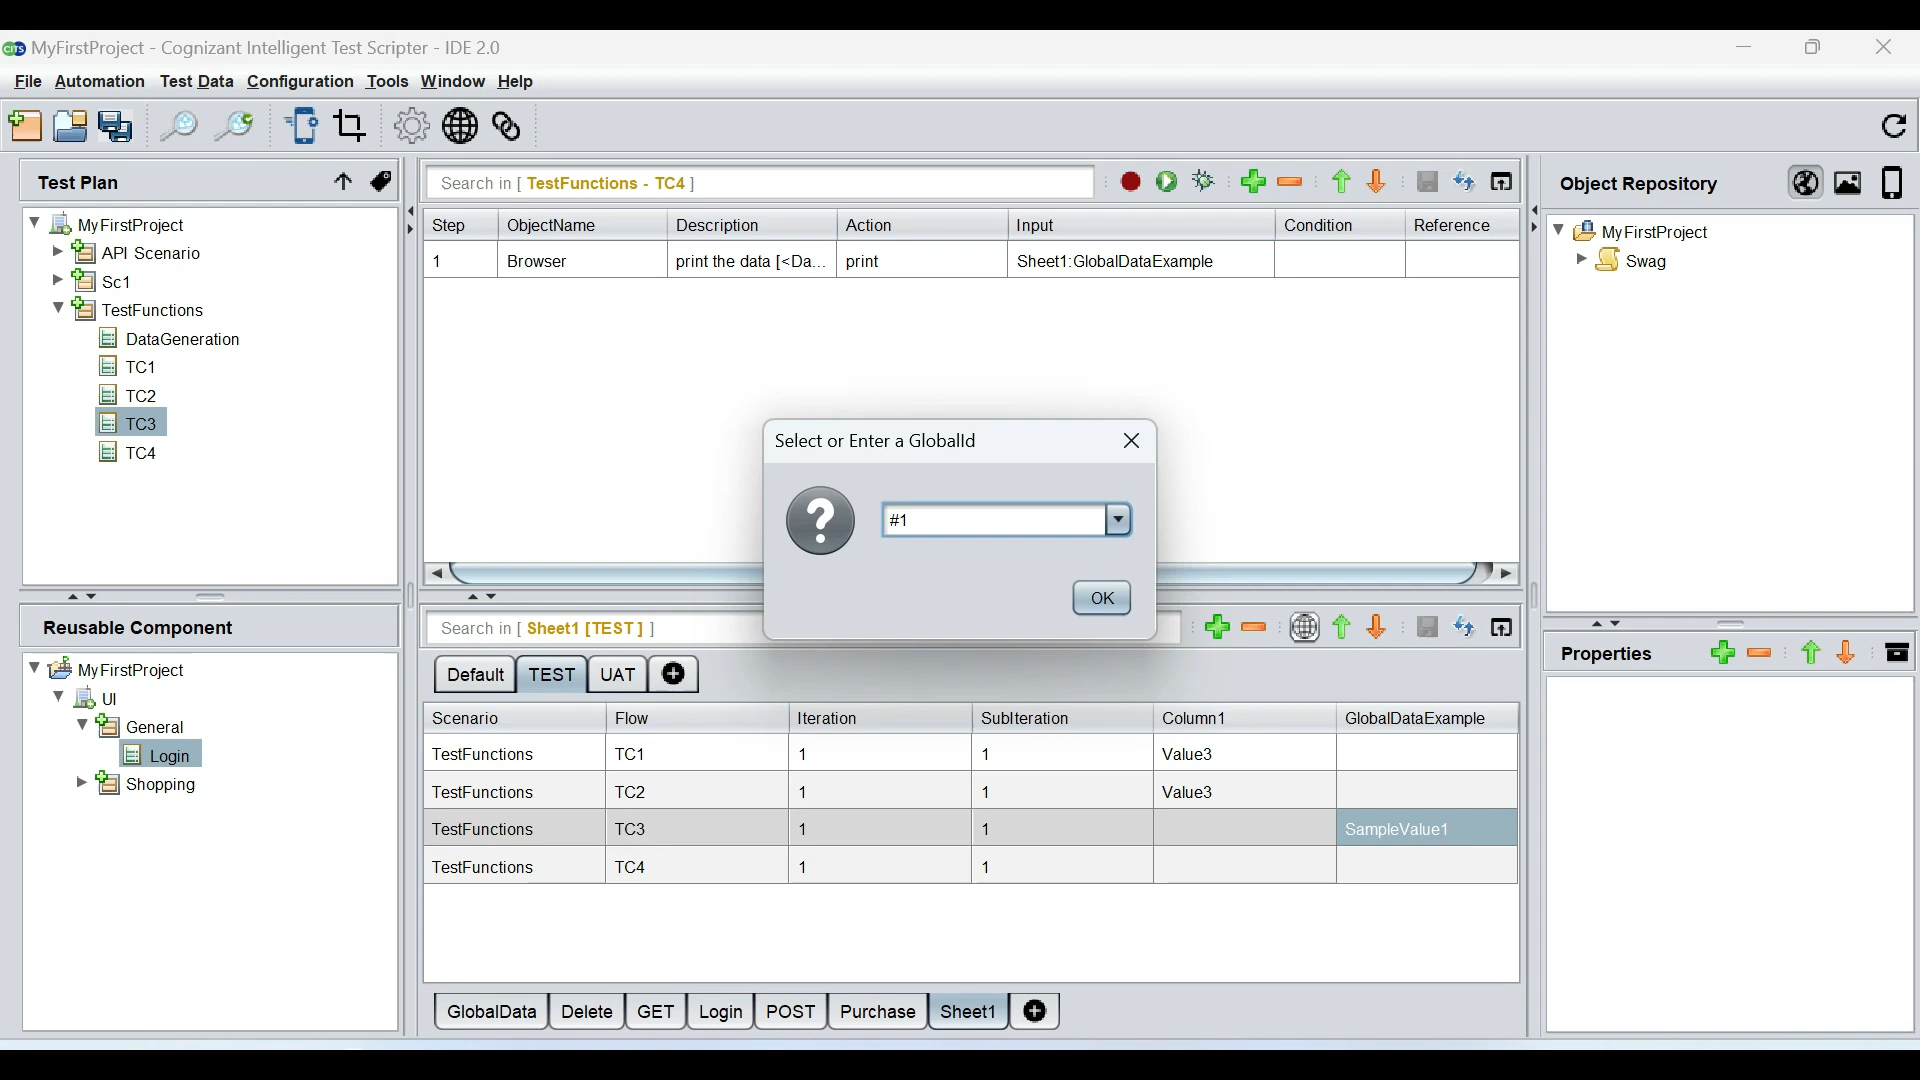 MyFirstProject - Cognizant Intelligent Test Scripter - IDE 2.0
File Automation Test Data Configuration Tools Window Help
Test Plan
MyFirstProject
API Scenario
Sc1
TestFunctions
DataGeneration
TC1
TC2
TC3
TC4
Reusable Component
MyFirstProject
UI
General
Login
Shopping
Search in [ TestFunctions - TC4 ]
Step ObjectName Description Action Input Condition Reference
1 Browser print the data [<Da... print Sheet1:GlobalDataExample
Select or Enter a GlobalId
?
#1
OK
Search in [ Sheet1 [TEST] ]
Default TEST UAT
Scenario Flow Iteration SubIteration Column1 GlobalDataExample
TestFunctions TC1 1 1 Value3
TestFunctions TC2 1 1 Value3
TestFunctions TC3 1 1 SampleValue1
TestFunctions TC4 1 1
GlobalData Delete GET Login POST Purchase Sheet1
Object Repository
MyFirstProject
Swag
Properties